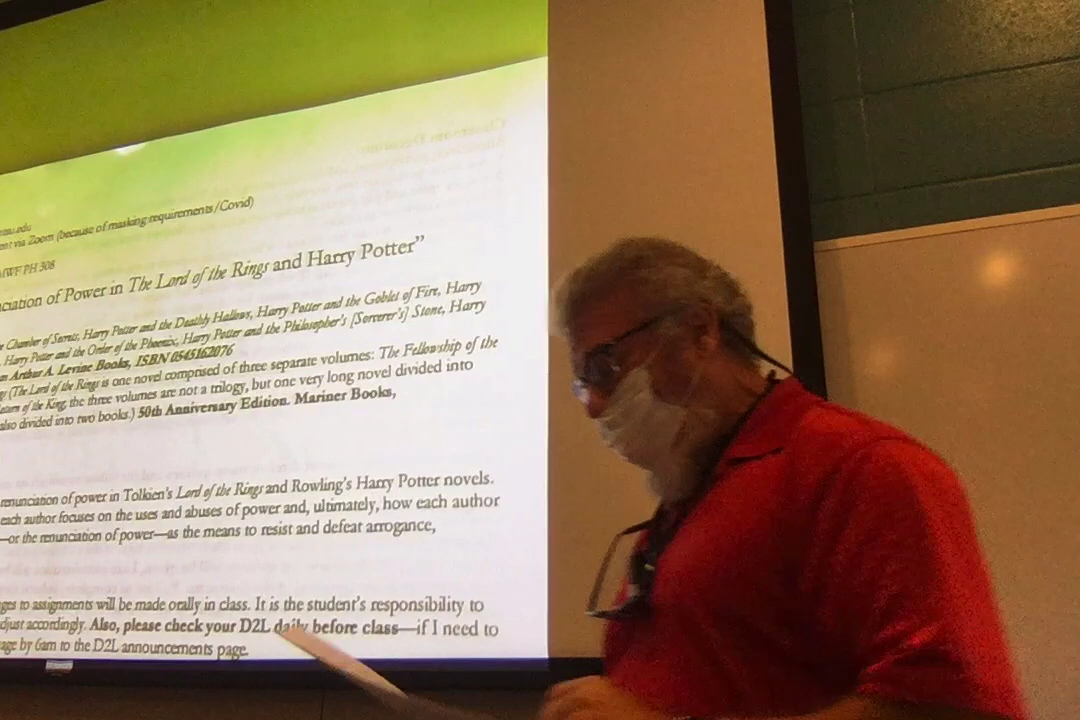 ent via Zoom (because of masking requirements/Covid)
MWF PH 308
nciation of Power in The Lord of the Rings and Harry Potter”
Chamber of Secrets, Harry Potter and the Deathly Hallows, Harry Potter and the Goblet of Fire, Harry
Harry Potter and the Order of the Phoenix, Harry Potter and the Philosopher's [Sorcerer's] Stone, Harry
Arthur A. Levine Books, ISBN 0545162076
(The Lord of the Rings is one novel comprised of three separate volumes: The Fellowship of the
eturn of the King, the three volumes are not a trilogy, but one very long novel divided into
also divided into two books.) 50th Anniversary Edition. Mariner Books,
renunciation of power in Tolkien's Lord of the Rings and Rowling's Harry Potter novels.
each author focuses on the uses and abuses of power and, ultimately, how each author
—or the renunciation of power—as the means to resist and defeat arrogance,
ges to assignments will be made orally in class. It is the student's responsibility to
djust accordingly. Also, please check your D2L daily before class—if I need to
age by 6am to the D2L announcements page.